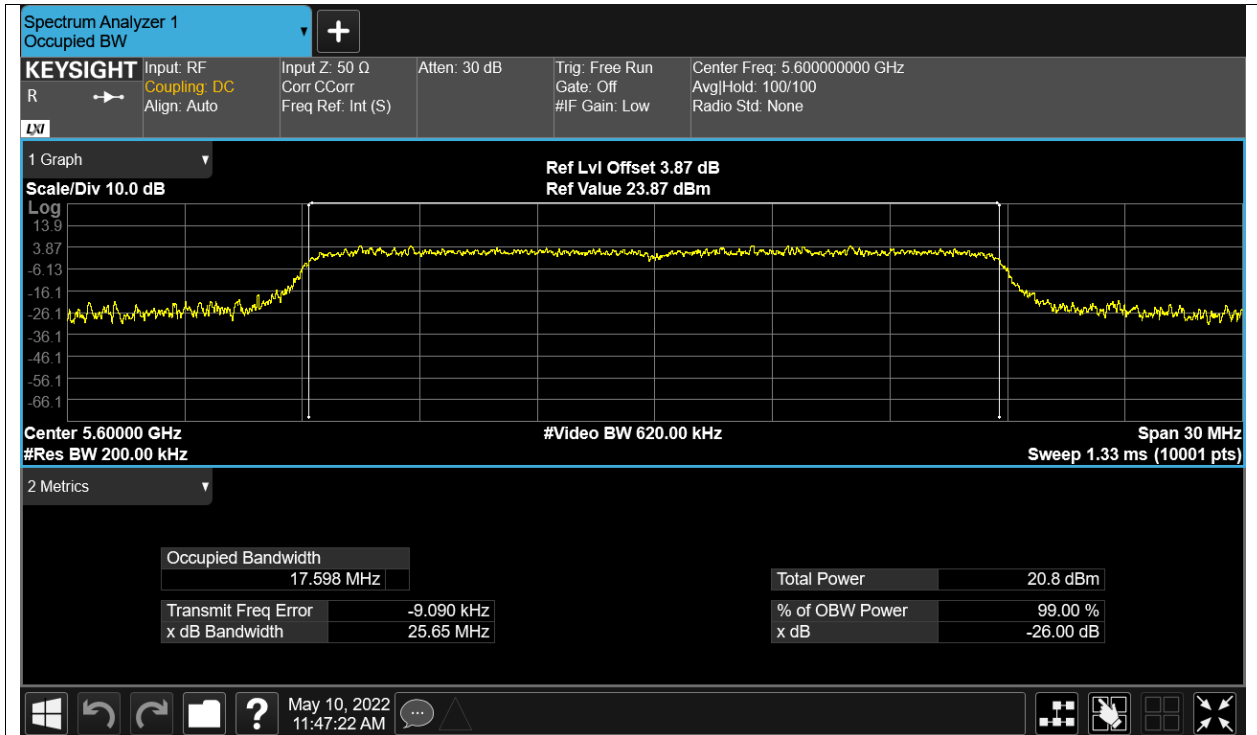 Spectrum Analyzer 1
Occupied BW
+
KEYSIGHT Input: RF Input Z: 50 Ω Atten: 30 dB Trig: Free Run Center Freq: 5.600000000 GHz
R Coupling: DC Corr CCorr Gate: Off Avg|Hold: 100/100
Align: Auto Freq Ref: Int (S) #IF Gain: Low Radio Std: None
LXI
1 Graph
Ref Lvl Offset 3.87 dB
Scale/Div 10.0 dB Ref Value 23.87 dBm
Log
13.9
3.87
-6.13
-16.1
-26.1
-36.1
-46.1
-56.1
-66.1
Center 5.60000 GHz #Video BW 620.00 kHz Span 30 MHz
#Res BW 200.00 kHz Sweep 1.33 ms (10001 pts)
2 Metrics
Occupied Bandwidth
17.598 MHz Total Power 20.8 dBm
Transmit Freq Error -9.090 kHz % of OBW Power 99.00 %
x dB Bandwidth 25.65 MHz x dB -26.00 dB
? May 10, 2022
11:47:22 AM